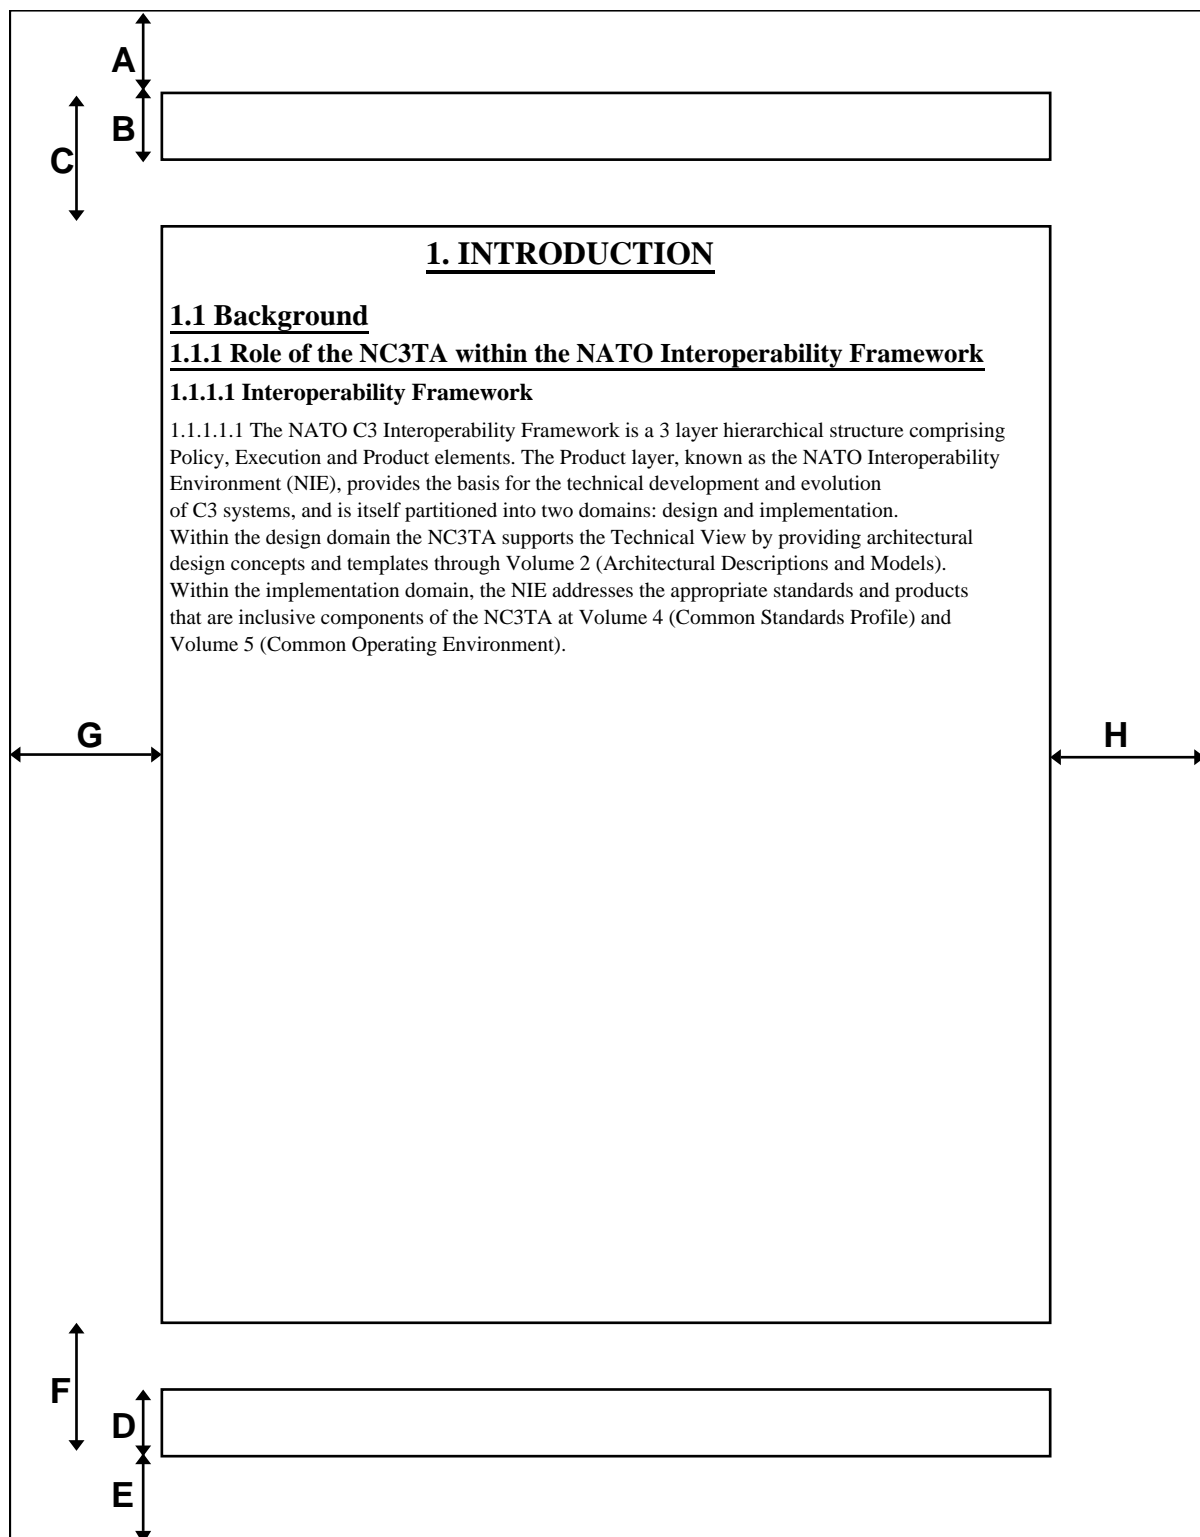 A
B
C
1. INTRODUCTION
1.1 Background
1.1.1 Role of the NC3TA within the NATO Interoperability Framework
1.1.1.1 Interoperability Framework
1.1.1.1.1 The NATO C3 Interoperability Framework is a 3 layer hierarchical structure comprising
Policy, Execution and Product elements. The Product layer, known as the NATO Interoperability
Environment (NIE), provides the basis for the technical development and evolution
of C3 systems, and is itself partitioned into two domains: design and implementation.
Within the design domain the NC3TA supports the Technical View by providing architectural
design concepts and templates through Volume 2 (Architectural Descriptions and Models).
Within the implementation domain, the NIE addresses the appropriate standards and products
that are inclusive components of the NC3TA at Volume 4 (Common Standards Profile) and
Volume 5 (Common Operating Environment).
G
H
F
D
E